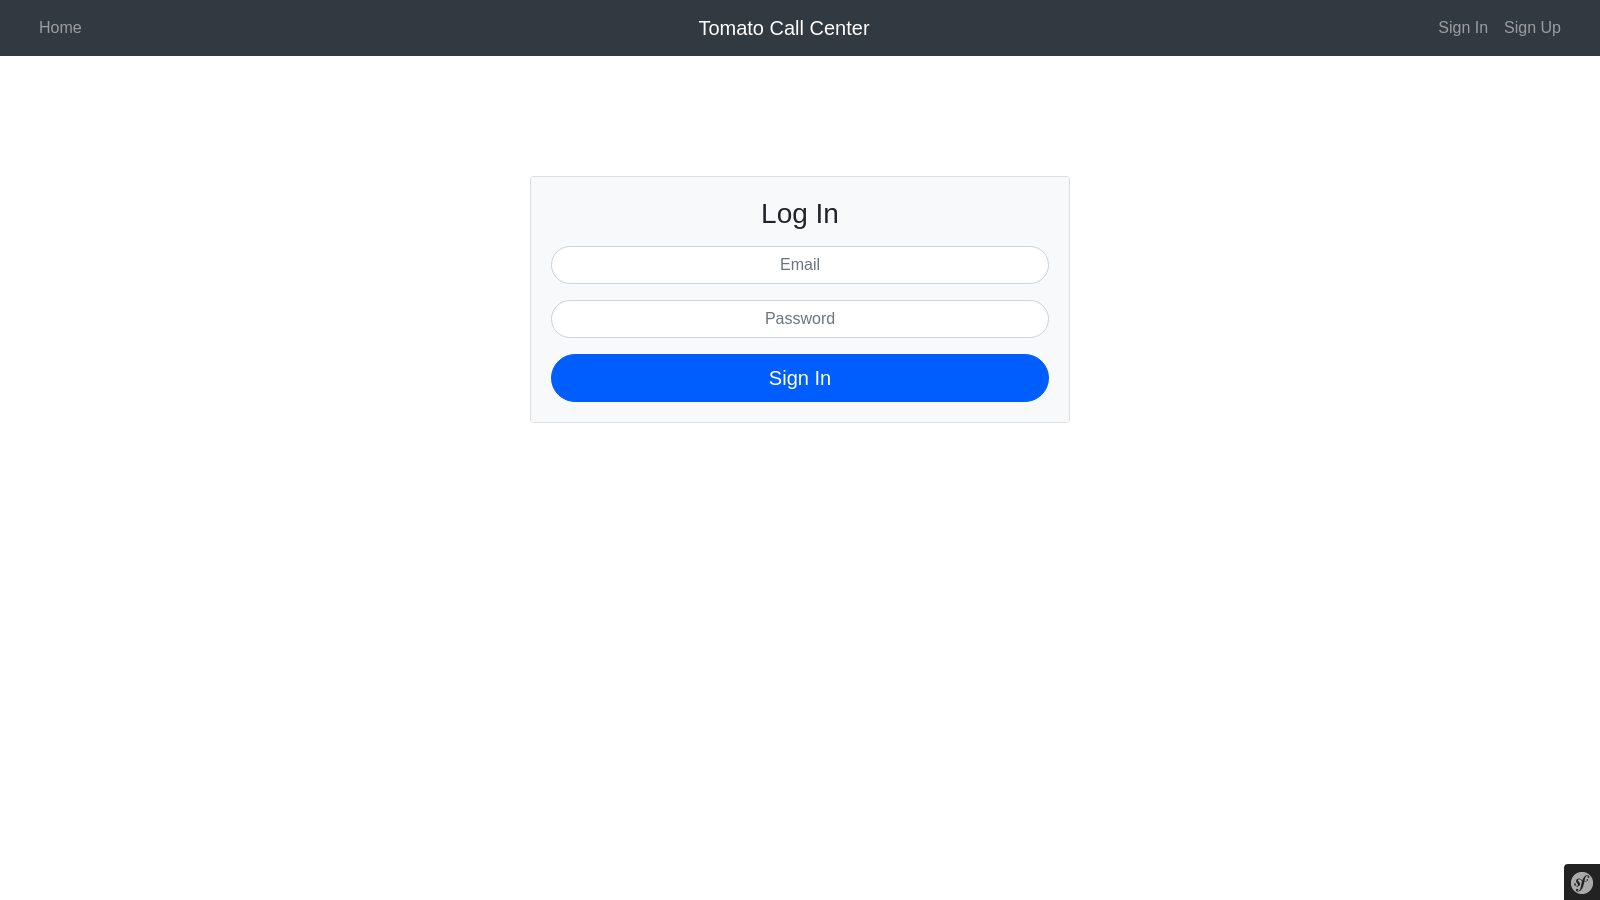 Home
Tomato Call Center
Sign In
Sign Up
Log In
Email
Password
Sign In
sf